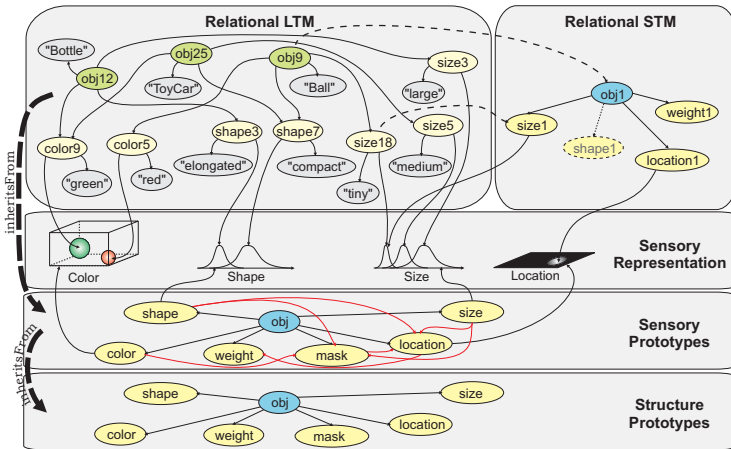 Relational LTM
Relational STM
"Bottle"
obj12
obj25
obj9
size3
"ToyCar"
"Ball"
"large"
obj1
size1
weight1
shape1
location1
color9
color5
shape3
shape7
size18
size5
"green"
"red"
"elongated"
"compact"
"tiny"
"medium"
inheritsFrom
Color
Shape
Size
Location
Sensory
Representation
shape
obj
size
color
weight
mask
location
Sensory
Prototypes
inheritsFrom
shape
obj
size
color
weight
mask
location
Structure
Prototypes